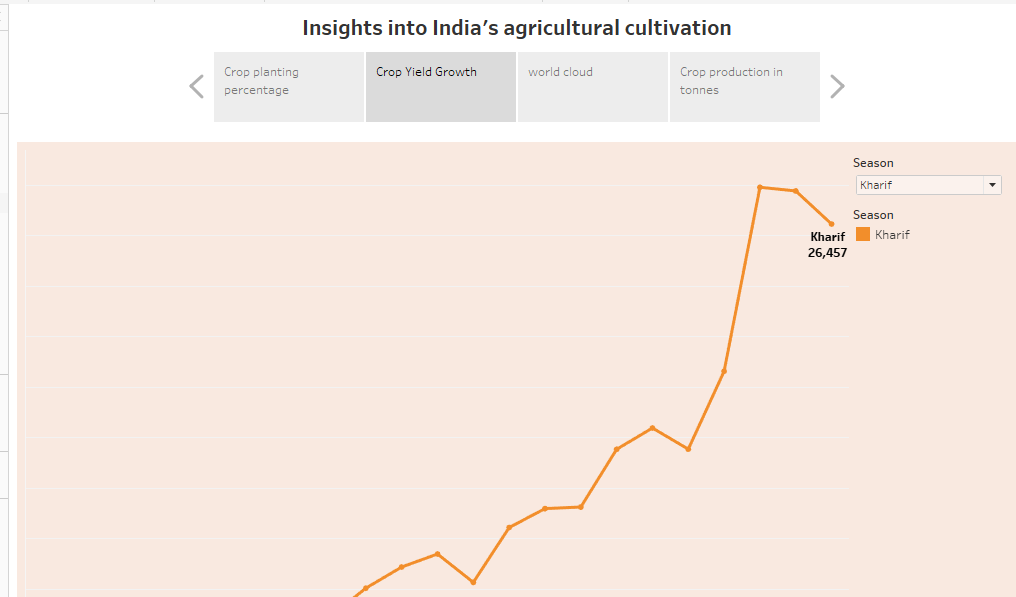 Insights into India’s agricultural cultivation
Crop planting
percentage
Crop Yield Growth
world cloud
Crop production in
tonnes
Season
Kharif
Season
Kharif
Kharif
26,457